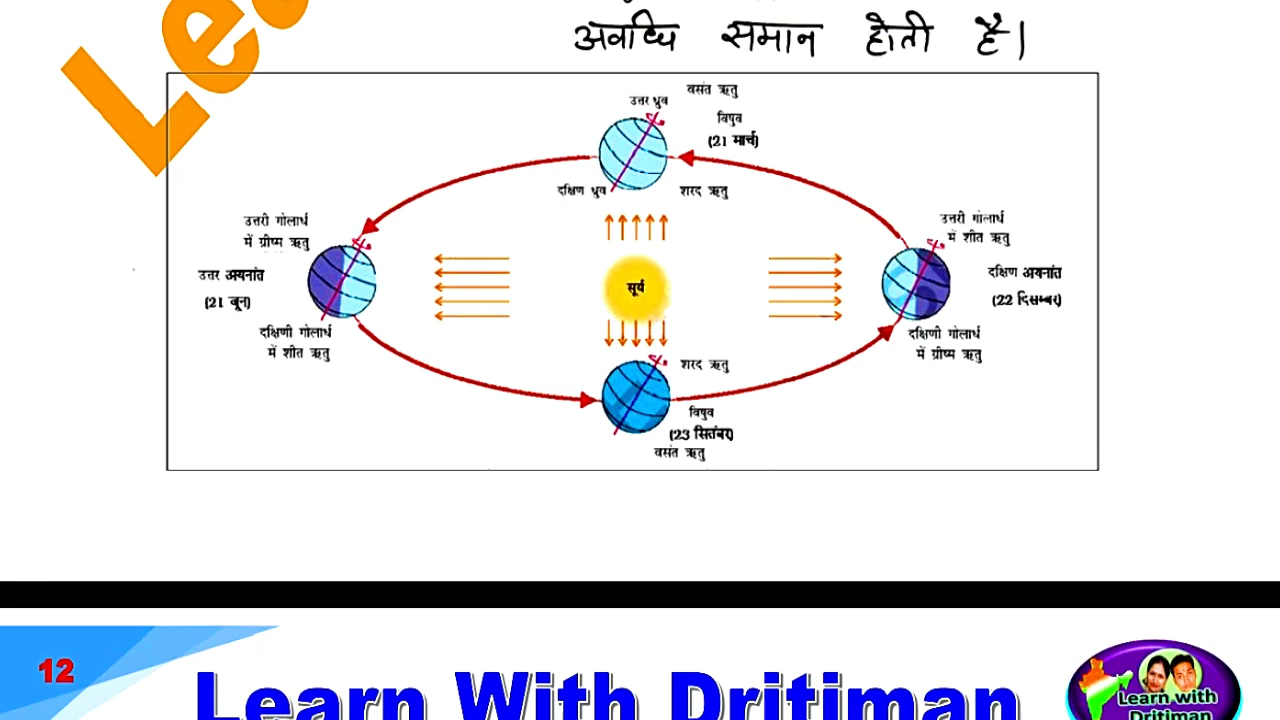 Le
अवधि समान होती है।
वसंत ऋतु
उत्तर ध्रुव
विषुव
(21 मार्च)
दक्षिण ध्रुव
शरद ऋतु
उत्तरी गोलार्ध
में ग्रीष्म ऋतु
उत्तर अयनांत
(21 जून)
दक्षिणी गोलार्ध
में शीत ऋतु
सूर्य
उत्तरी गोलार्ध
में शीत ऋतु
दक्षिण अयनांत
(22 दिसम्बर)
दक्षिणी गोलार्ध
में ग्रीष्म ऋतु
शरद ऋतु
विषुव
(23 सितंबर)
वसंत ऋतु
12
Learn With Dritiman
Learn with
Dritiman